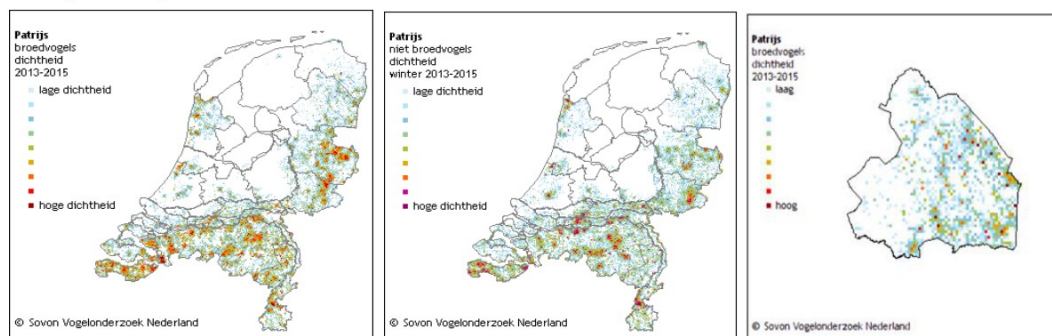 Patrijs
broedvogels
dichtheid
2013-2015
lage dichtheid
hoge dichtheid
© Sovon Vogelonderzoek Nederland
Patrijs
niet broedvogels
dichtheid
winter 2013-2015
lage dichtheid
hoge dichtheid
© Sovon Vogelonderzoek Nederland
Patrijs
broedvogels
dichtheid
2013-2015
laag
hoog
© Sovon Vogelonderzoek Nederland